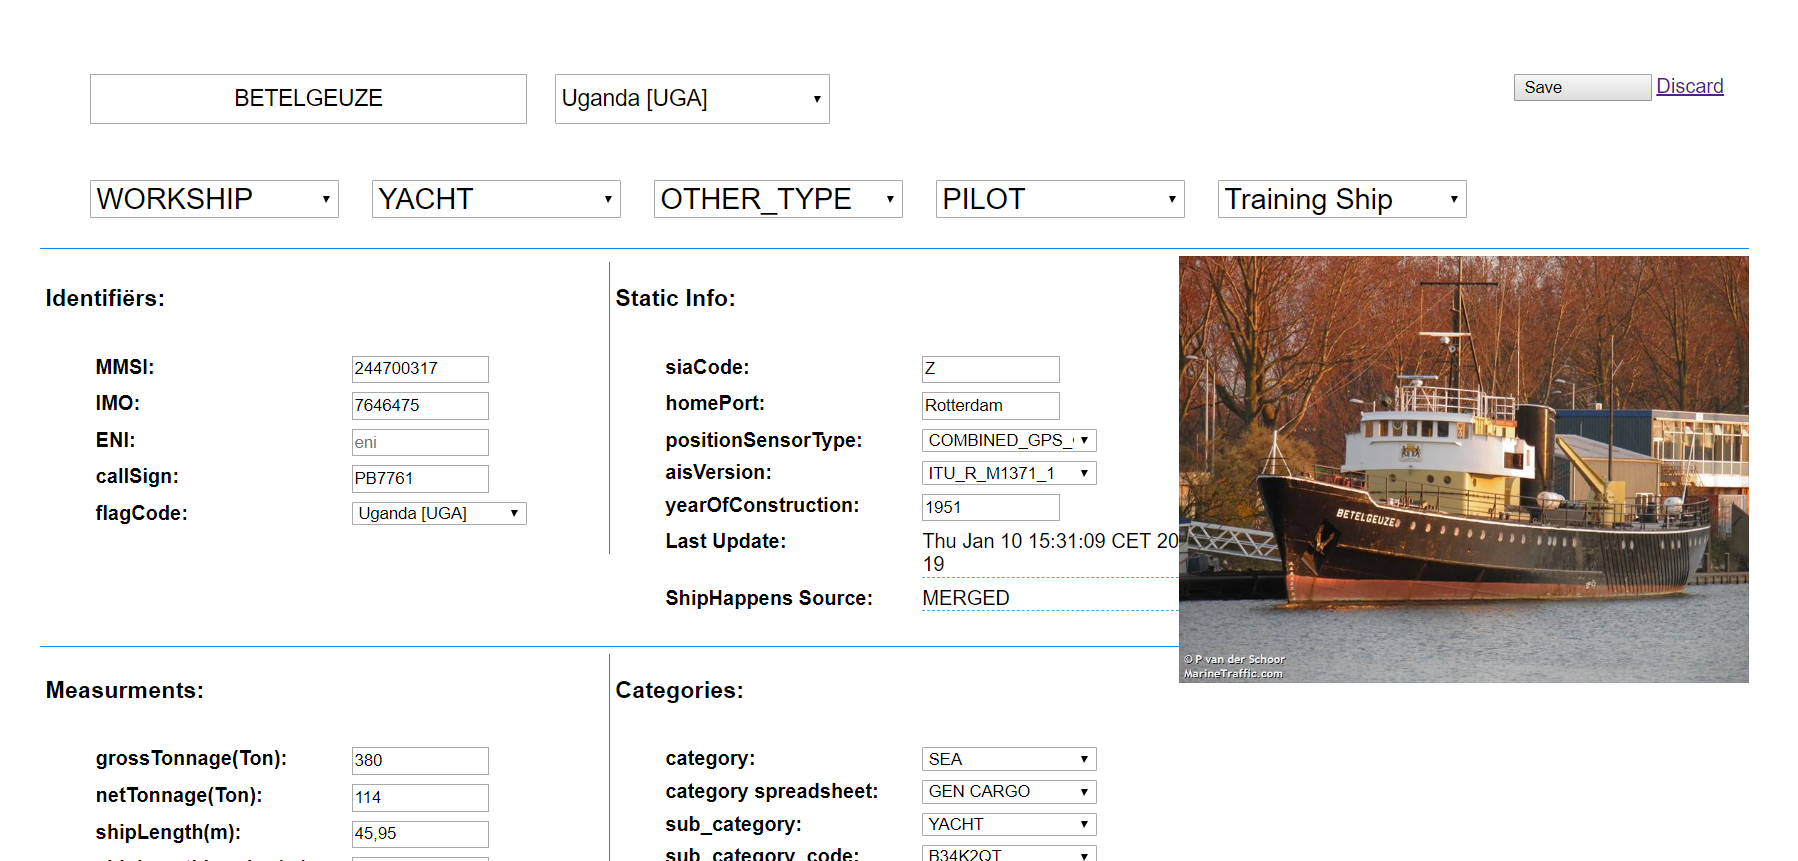 BETELGEUZE
Uganda [UGA]
Save
Discard
WORKSHIP
YACHT
OTHER_TYPE
PILOT
Training Ship
Identifiërs:
MMSI:
244700317
IMO:
7646475
ENI:
eni
callSign:
PB7761
flagCode:
Uganda [UGA]
Static Info:
siaCode:
Z
homePort:
Rotterdam
positionSensorType:
COMBINED_GPS_
aisVersion:
ITU_R_M1371_1
yearOfConstruction:
1951
Last Update:
Thu Jan 10 15:31:09 CET 20
19
ShipHappens Source:
MERGED
BETELGEUZE
© P van der Schoor
MarineTraffic.com
Measurments:
grossTonnage(Ton):
380
netTonnage(Ton):
114
shipLength(m):
45,95
Categories:
category:
SEA
category spreadsheet:
GEN CARGO
sub_category:
YACHT
sub_category_code:
B34K2QT